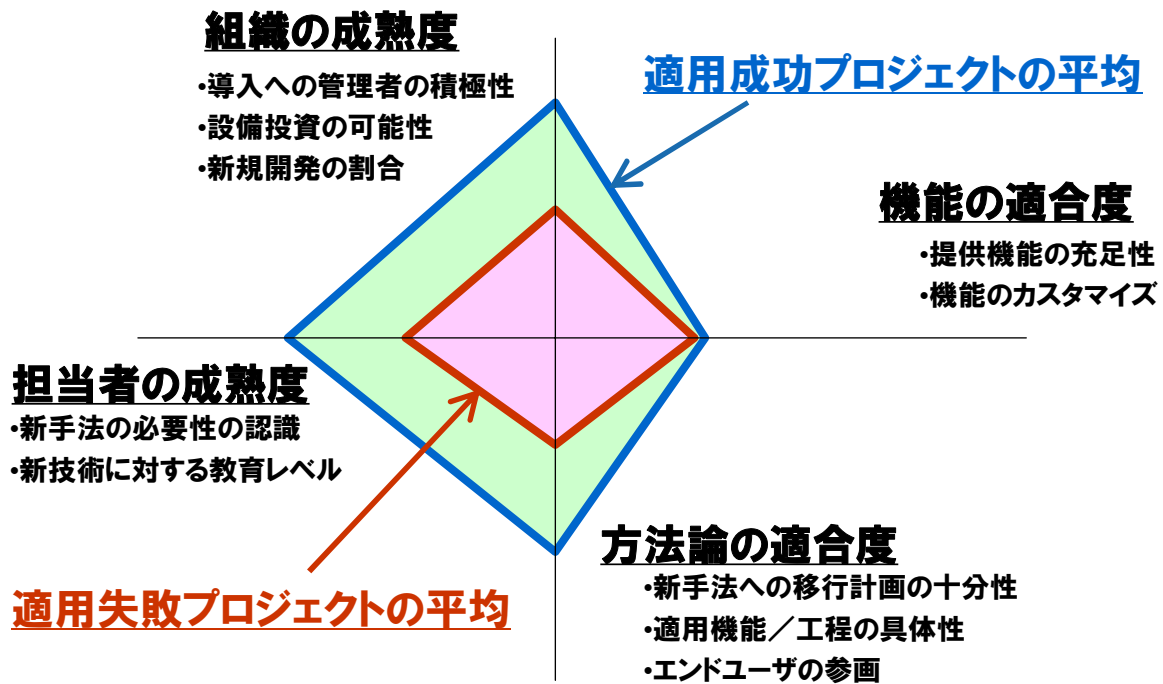 組織の成熟度
・導入への管理者の積極性
・設備投資の可能性
・新規開発の割合
適用成功プロジェクトの平均
機能の適合度
・提供機能の充足性
・機能のカスタマイズ
担当者の成熟度
・新手法の必要性の認識
・新技術に対する教育レベル
適用失敗プロジェクトの平均
方法論の適合度
・新手法への移行計画の十分性
・適用機能／工程の具体性
・エンドユーザの参画